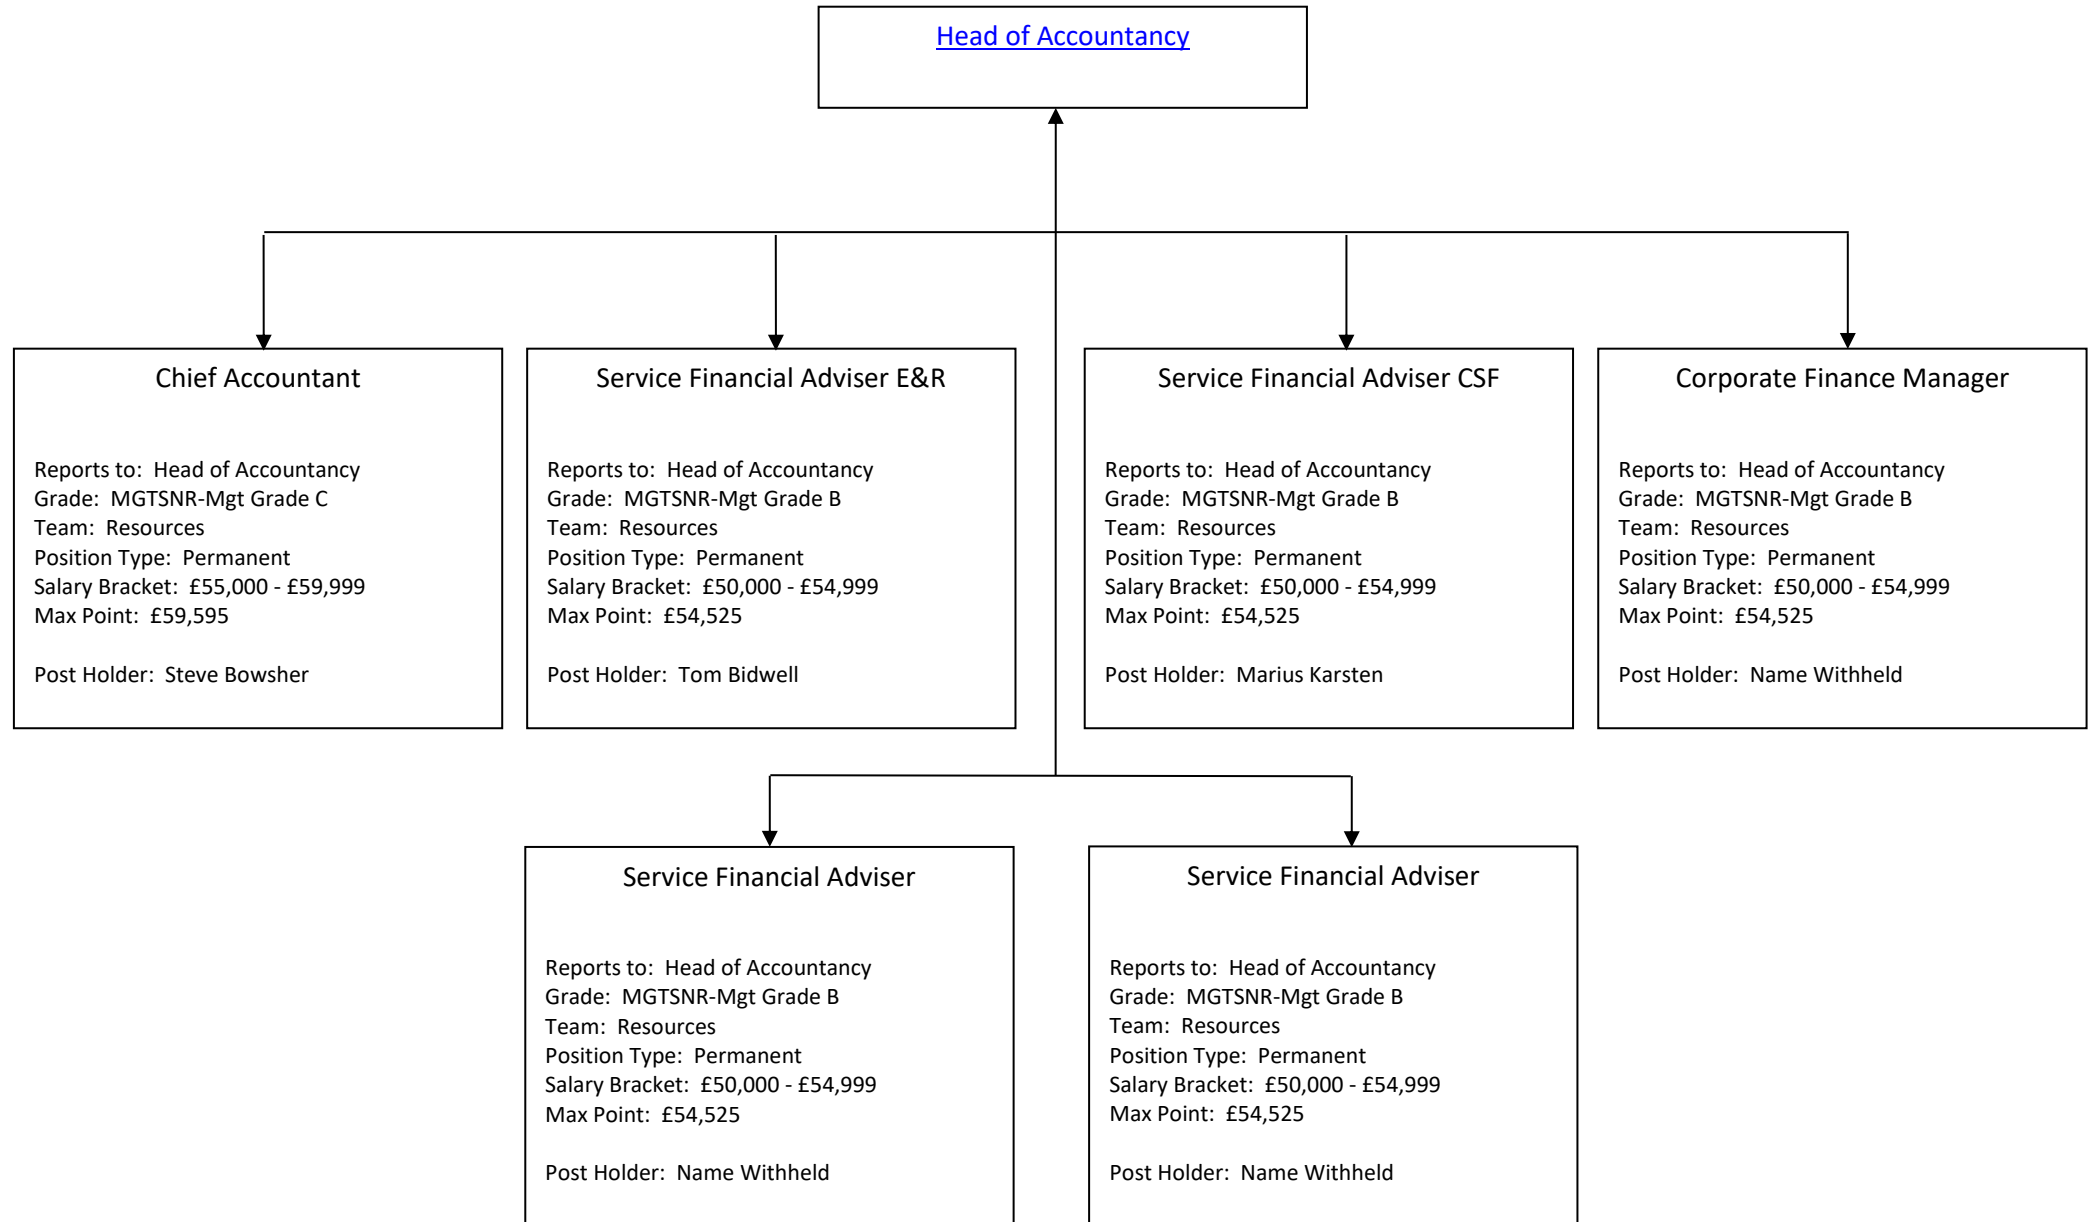 Head of Accountancy
Chief Accountant
Reports to: Head of Accountancy
Grade: MGTSNR-Mgt Grade C
Team: Resources
Position Type: Permanent
Salary Bracket: £55,000 - £59,999
Max Point: £59,595
Post Holder: Steve Bowsher
Service Financial Adviser E&R
Reports to: Head of Accountancy
Grade: MGTSNR-Mgt Grade B
Team: Resources
Position Type: Permanent
Salary Bracket: £50,000 - £54,999
Max Point: £54,525
Post Holder: Tom Bidwell
Service Financial Adviser CSF
Reports to: Head of Accountancy
Grade: MGTSNR-Mgt Grade B
Team: Resources
Position Type: Permanent
Salary Bracket: £50,000 - £54,999
Max Point: £54,525
Post Holder: Marius Karsten
Corporate Finance Manager
Reports to: Head of Accountancy
Grade: MGTSNR-Mgt Grade B
Team: Resources
Position Type: Permanent
Salary Bracket: £50,000 - £54,999
Max Point: £54,525
Post Holder: Name Withheld
Service Financial Adviser
Reports to: Head of Accountancy
Grade: MGTSNR-Mgt Grade B
Team: Resources
Position Type: Permanent
Salary Bracket: £50,000 - £54,999
Max Point: £54,525
Post Holder: Name Withheld
Service Financial Adviser
Reports to: Head of Accountancy
Grade: MGTSNR-Mgt Grade B
Team: Resources
Position Type: Permanent
Salary Bracket: £50,000 - £54,999
Max Point: £54,525
Post Holder: Name Withheld